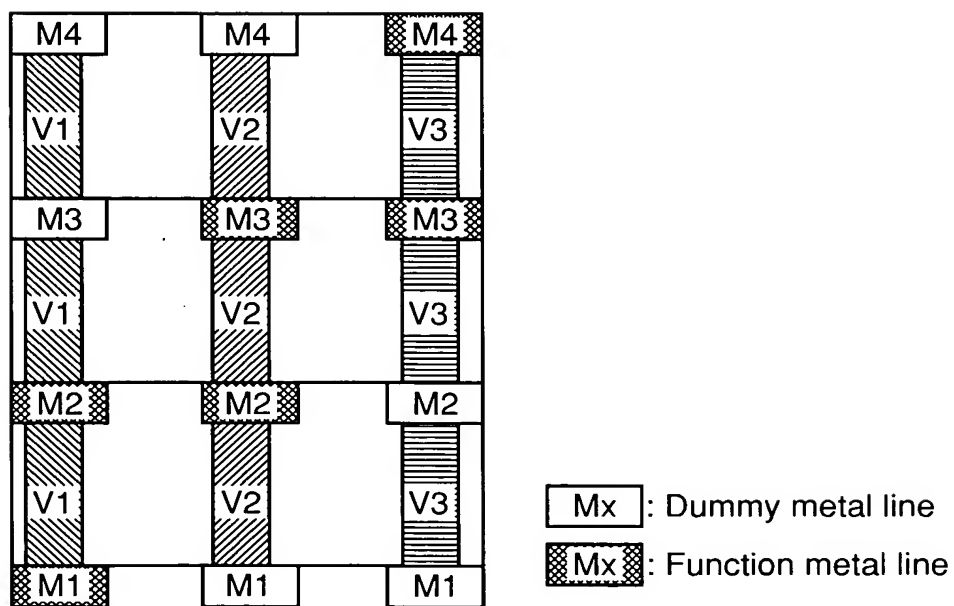 M4 M4 M4
V1 V2 V3
M3 M3 M3
V1 V2 V3
M2 M2 M2
V1 V2 V3
M1 M1 M1
Mx : Dummy metal line
Mx : Function metal line